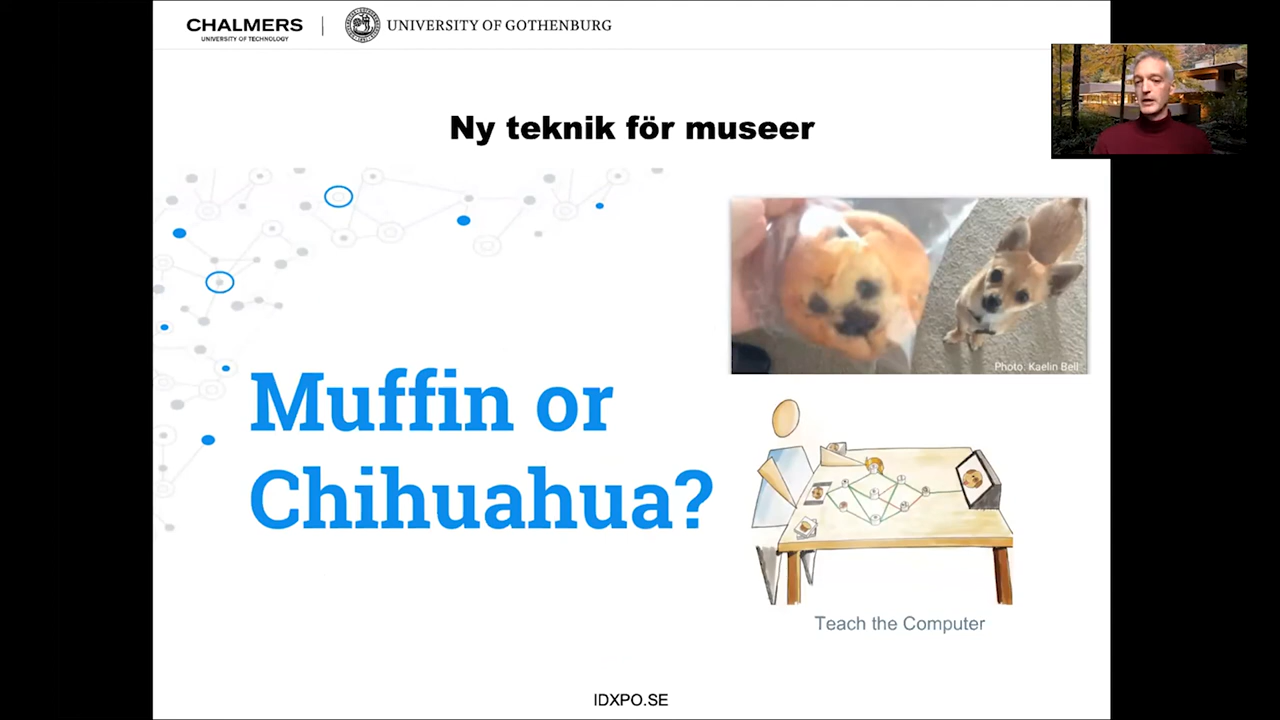 CHALMERS
UNIVERSITY OF TECHNOLOGY
UNIVERSITY OF GOTHENBURG
Ny teknik för museer
Photo: Kaelin Bell
Muffin or
Chihuahua?
Teach the Computer
IDXPO.SE